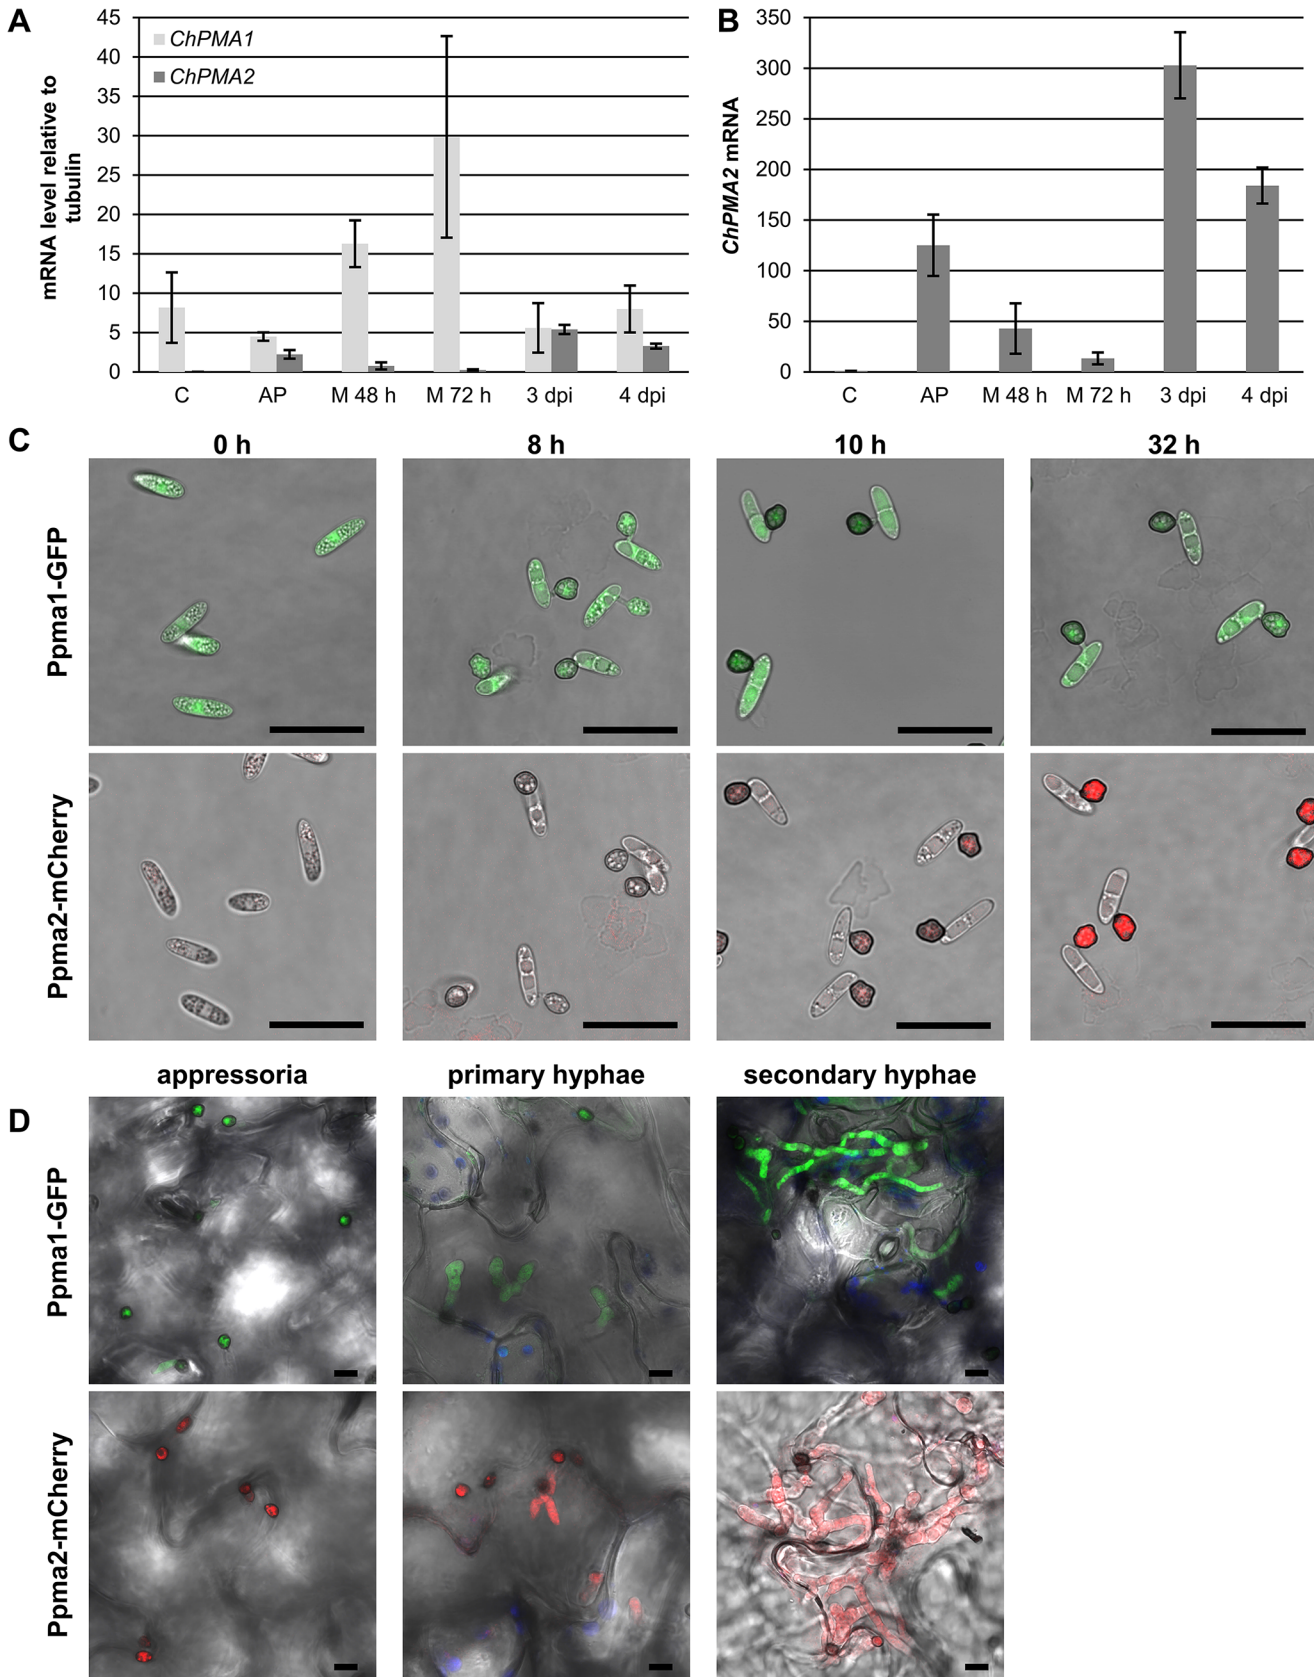 A
45
40
35
30
25
20
15
10
5
0
mRNA level relative to
tubulin
ChPMA1
ChPMA2
C AP M 48 h M 72 h 3 dpi 4 dpi
B
350
300
250
200
150
100
50
0
ChPMA2 mRNA
C AP M 48 h M 72 h 3 dpi 4 dpi
C
0 h 8 h 10 h 32 h
Ppma1-GFP
Ppma2-mCherry
appressoria primary hyphae secondary hyphae
D
Ppma1-GFP
Ppma2-mCherry